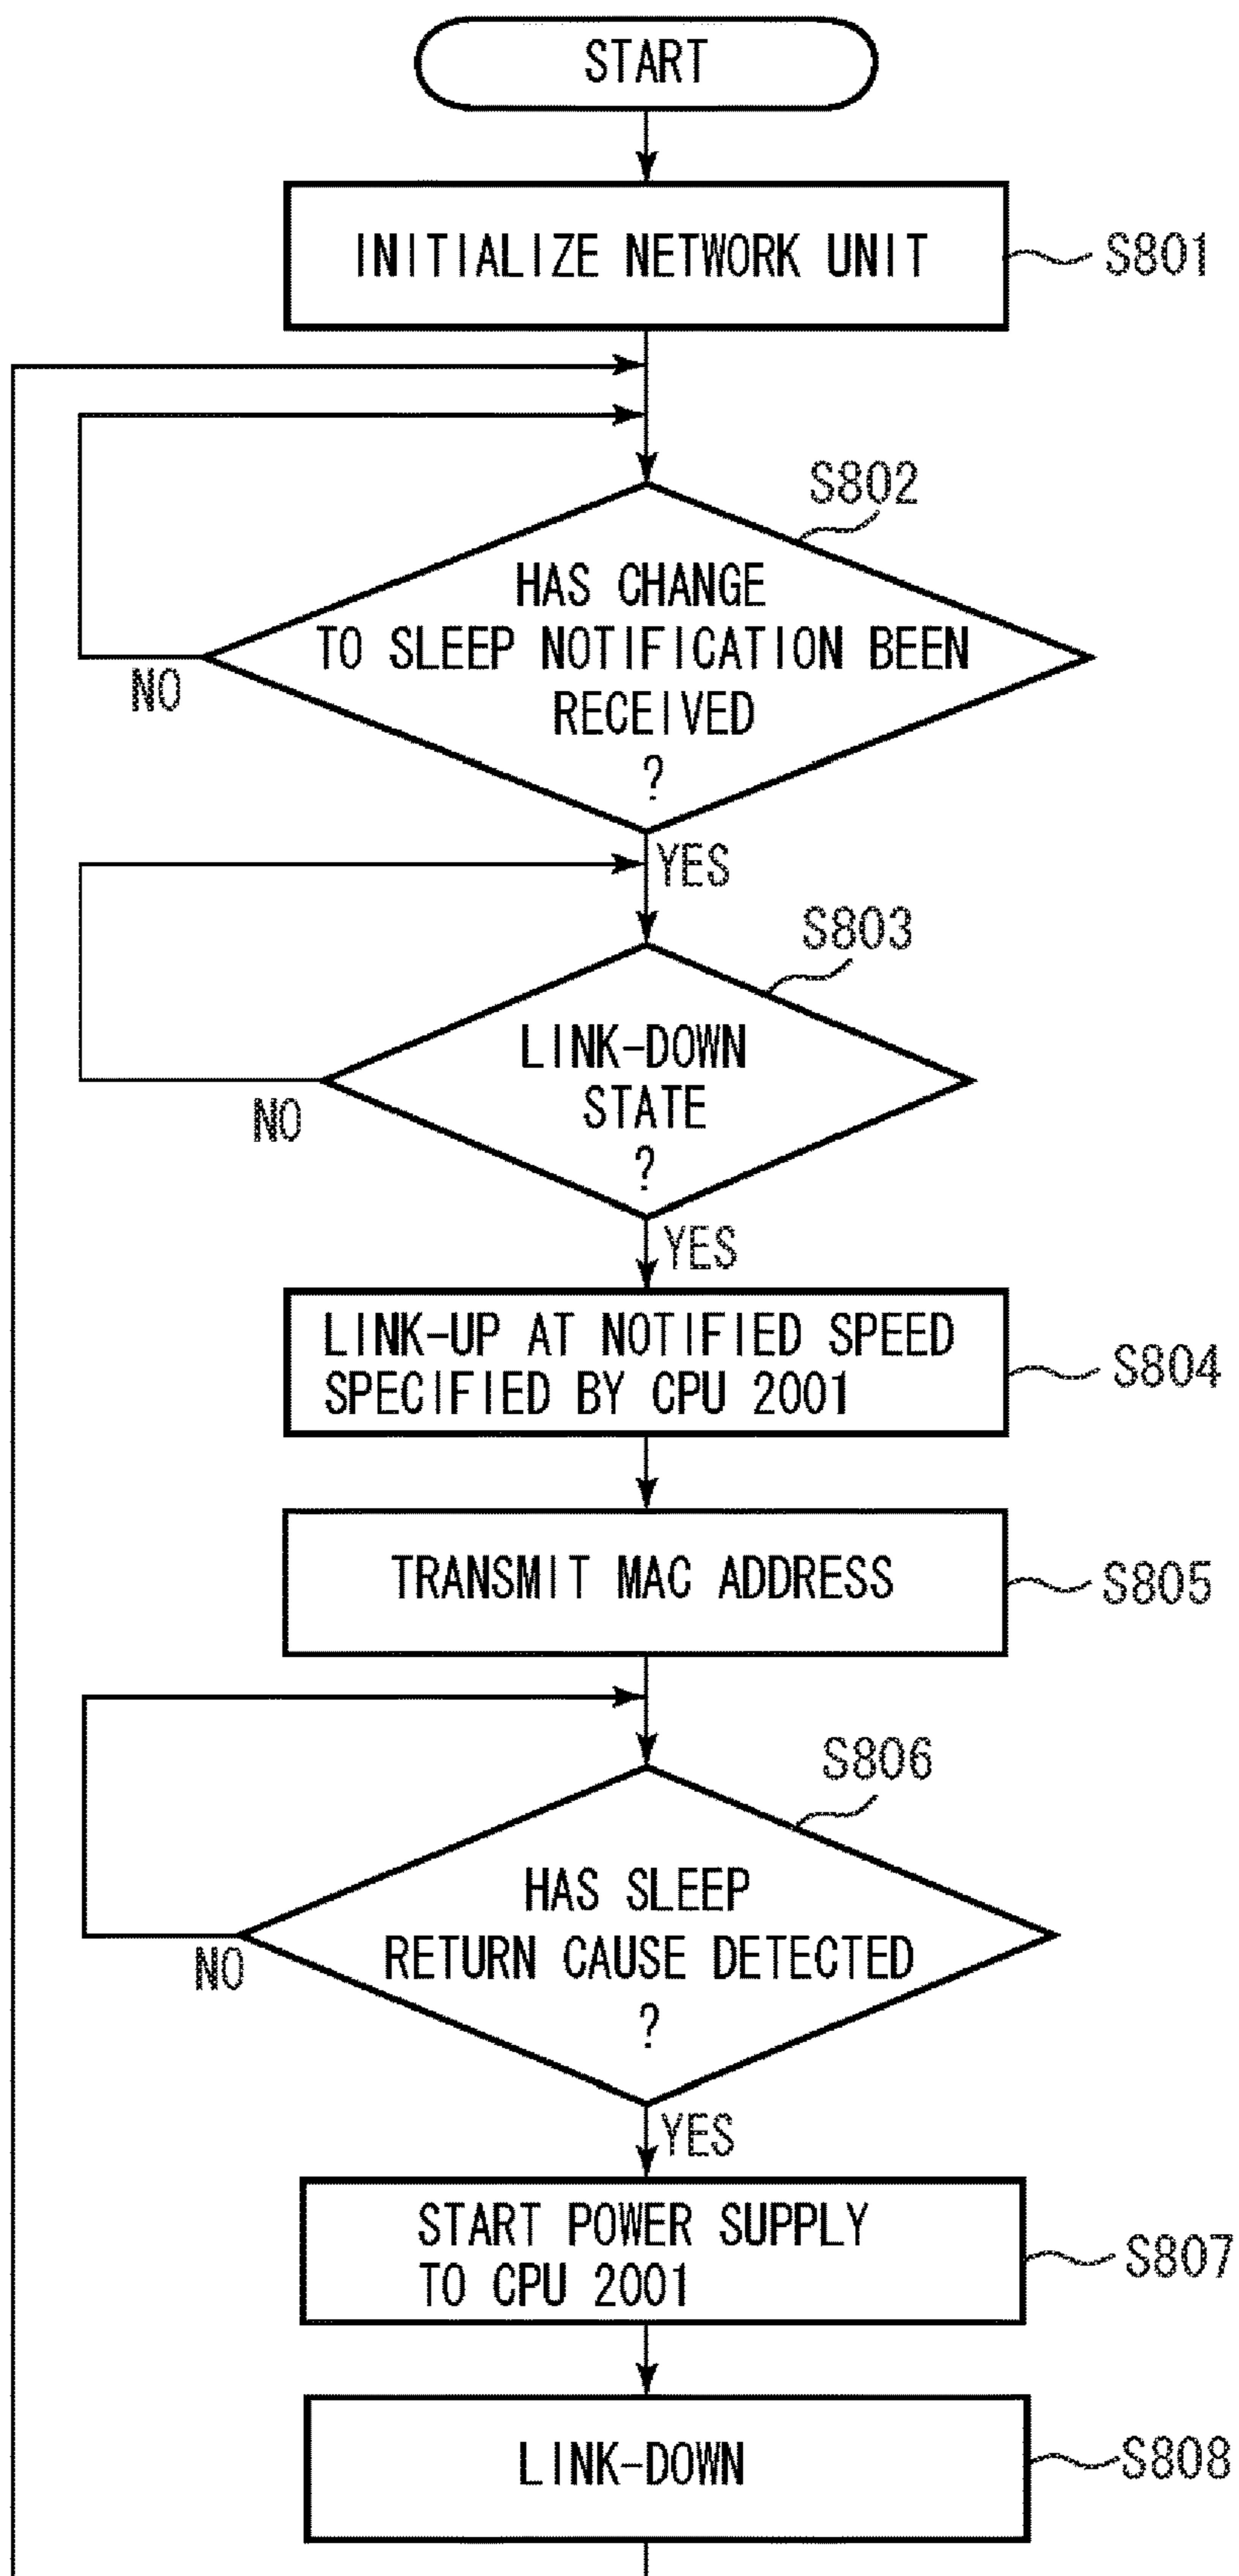 START
INITIALIZE NETWORK UNIT
S801
S802
HAS CHANGE
TO SLEEP NOTIFICATION BEEN
RECEIVED
?
NO
YES
S803
LINK-DOWN
STATE
?
NO
YES
LINK-UP AT NOTIFIED SPEED
SPECIFIED BY CPU 2001
S804
TRANSMIT MAC ADDRESS
S805
S806
HAS SLEEP
RETURN CAUSE DETECTED
?
NO
YES
START POWER SUPPLY
TO CPU 2001
S807
LINK-DOWN
S808